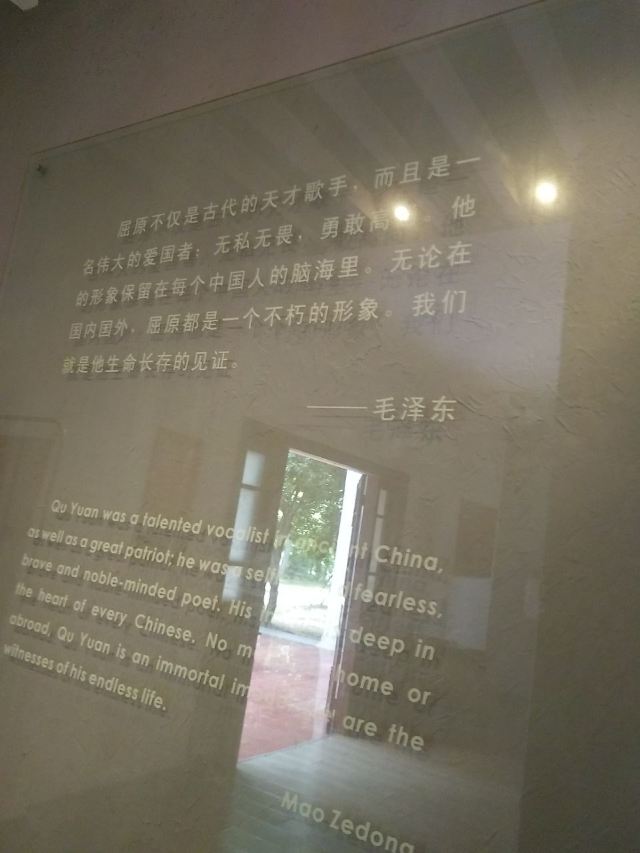 屈原不仅是古代的天才歌手，而且是一
名伟大的爱国者：无私无畏，勇敢高。他
的形象保留在每个中国人的脑海里。无论在
国内国外，屈原都是一个不朽的形象。我们
就是他生命长存的见证。
——毛泽东
Qu Yuan was a talented vocalist in ancient China,
as well as a great patriot; he was a fearless,
brave and noble-minded poet. His deep in
the heart of every Chinese. No home or
abroad, Qu Yuan is an immortal are the
witnesses of his endless life.
Mao Zedong